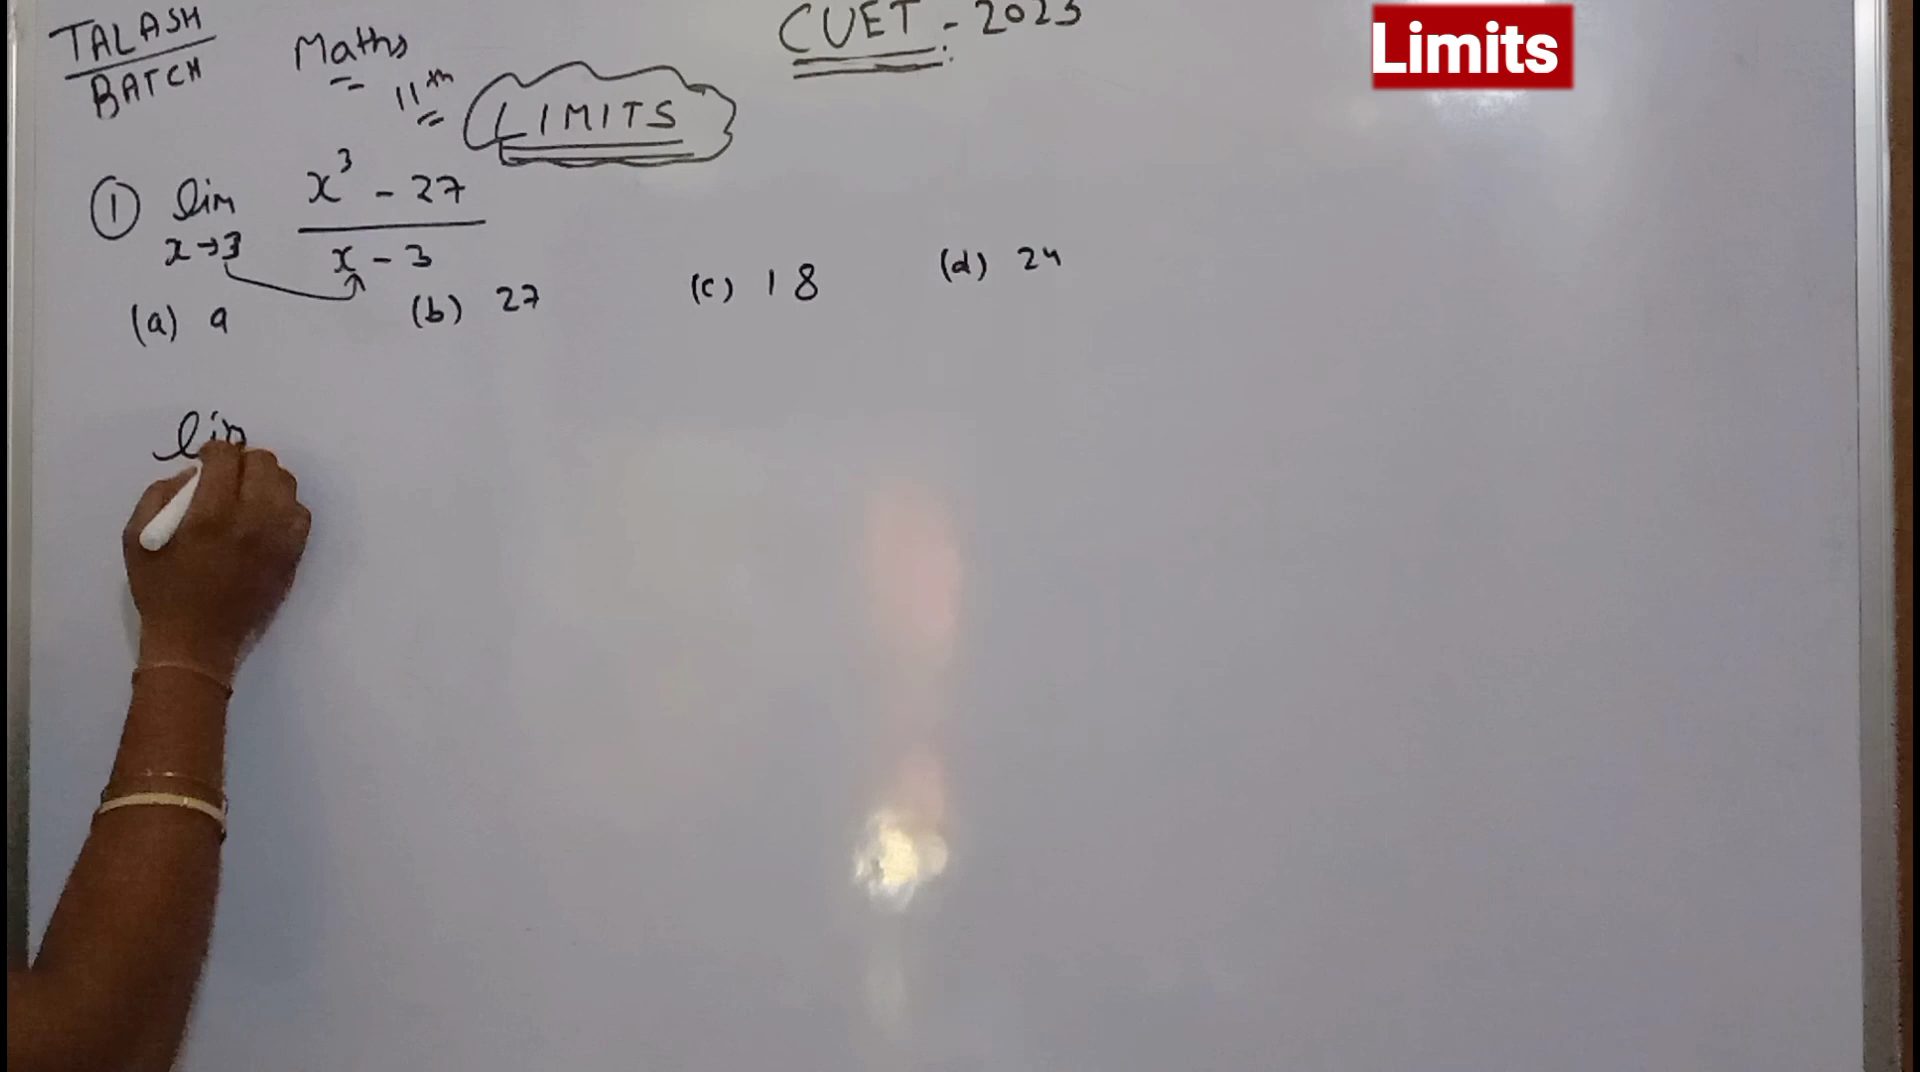 TALASH
BATCH
Maths
11th
LIMITS
CUET - 2023
Limits
① lim x→3 x³ - 27 / x - 3
(a) 9 (b) 27 (c) 18 (d) 24
lim